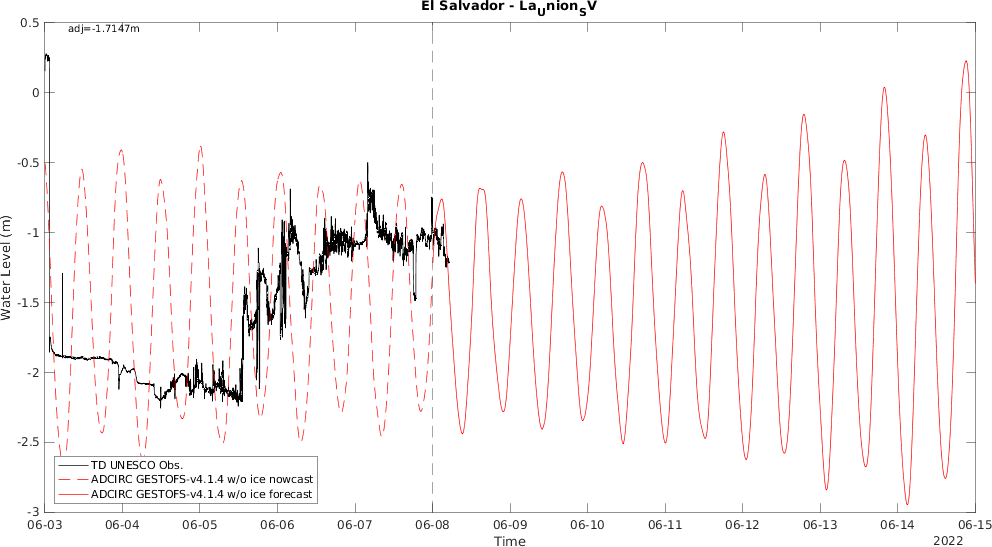 El Salvador - LaUnionSV
adj=-1.7147m
0.5
0
-0.5
-1
-1.5
-2
-2.5
-3
Water Level (m)
TD UNESCO Obs.
ADCIRC GESTOFS-v4.1.4 w/o ice nowcast
ADCIRC GESTOFS-v4.1.4 w/o ice forecast
06-03 06-04 06-05 06-06 06-07 06-08 06-09 06-10 06-11 06-12 06-13 06-14 06-15
Time
2022